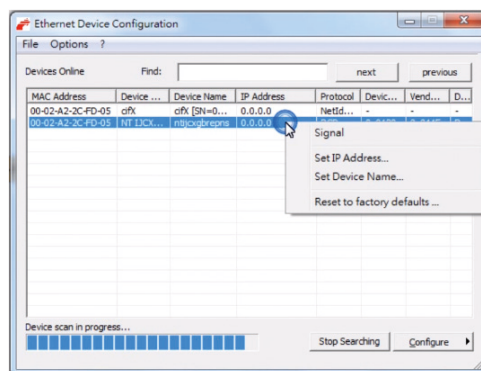 Ethernet Device Configuration
File Options ?
Devices Online Find: next previous
MAC Address Device ... Device Name IP Address Protocol Devic... Vend... D...
00-02-A2-2C-FD-05 cifX cifX [SN=0... 0.0.0.0 NetId... - - -
00-02-A2-2C-FD-05 NT IJCX... ntijcxgbrepns 0.0.0.0
Signal
Set IP Address...
Set Device Name...
Reset to factory defaults ...
Device scan in progress...
Stop Searching Configure